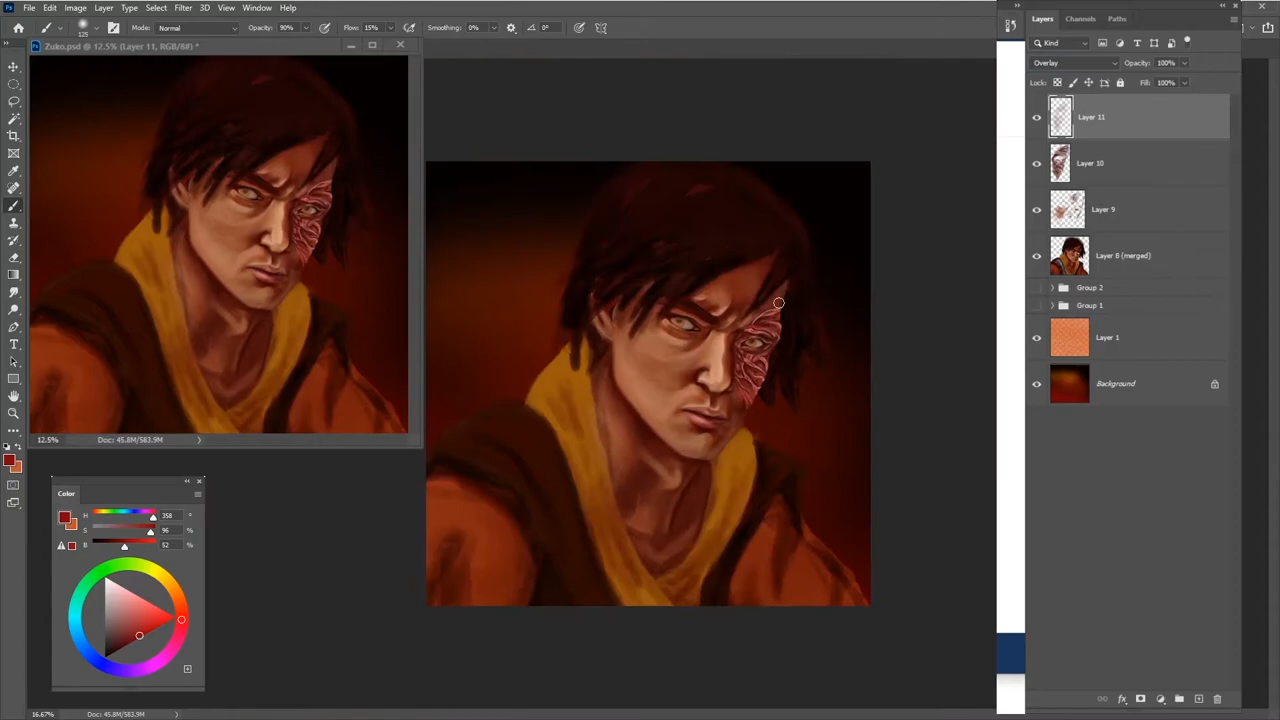 File Edit Image Layer Type Select Filter 3D View Window Help
Mode: Normal Opacity: 90% Flow: 15% Smoothing: 0% 0°
125
Zuko.psd @ 12.5% (Layer 11, RGB/8#) *
12.5% Doc: 45.8M/583.9M
Color
H 358 °
S 96 %
B 52 %
16.67% Doc: 45.8M/583.9M
Layers Channels Paths
Kind
Overlay Opacity: 100%
Lock: Fill: 100%
Layer 11
Layer 10
Layer 9
Layer 8 (merged)
Group 2
Group 1
Layer 1
Background